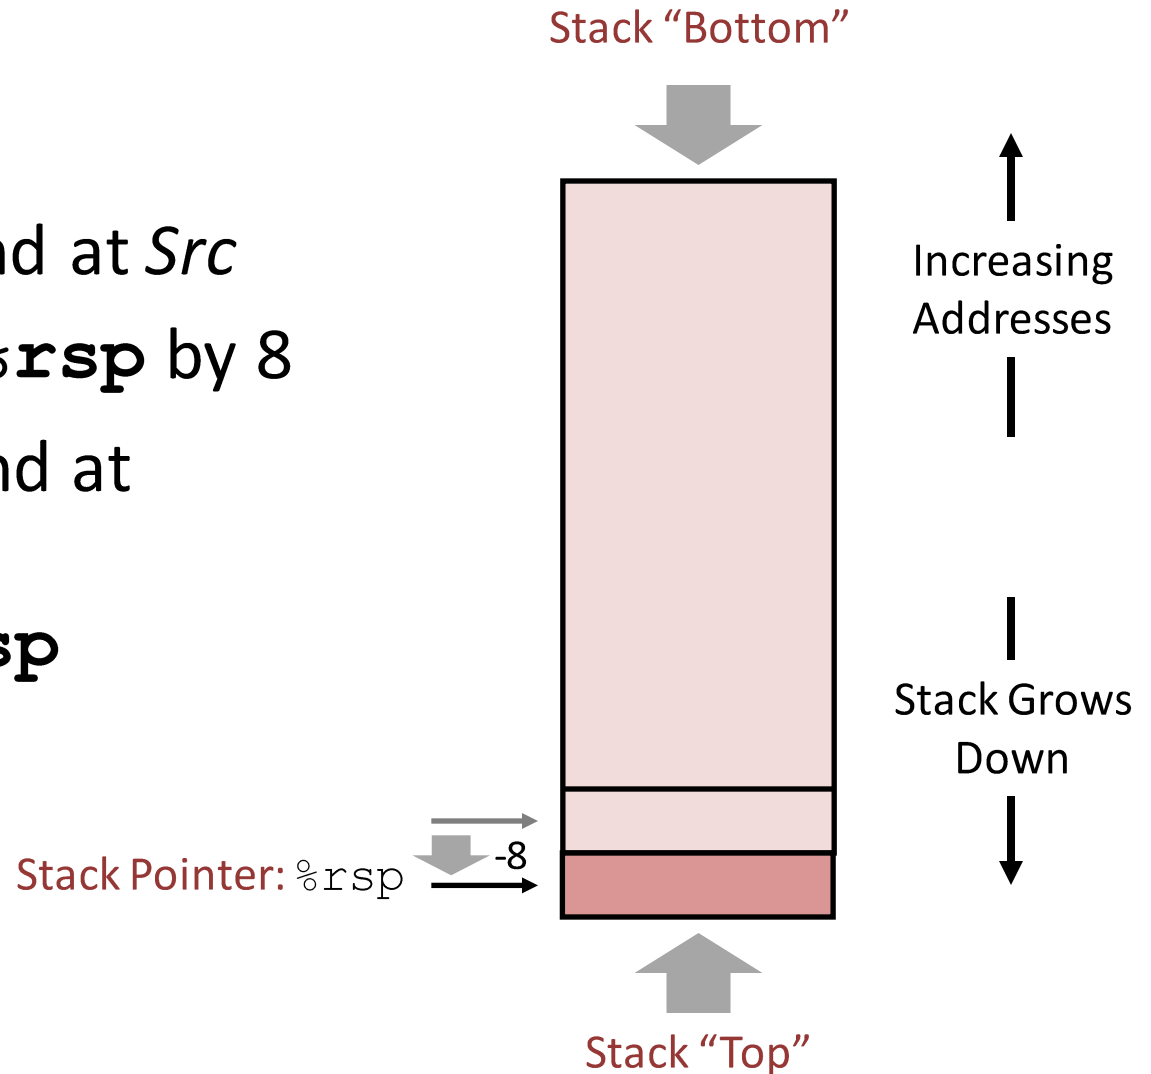 Stack “Bottom”
nd at Src
%rsp by 8
nd at
sp
Increasing
Addresses
Stack Grows
Down
-8
Stack Pointer: %rsp
Stack “Top”